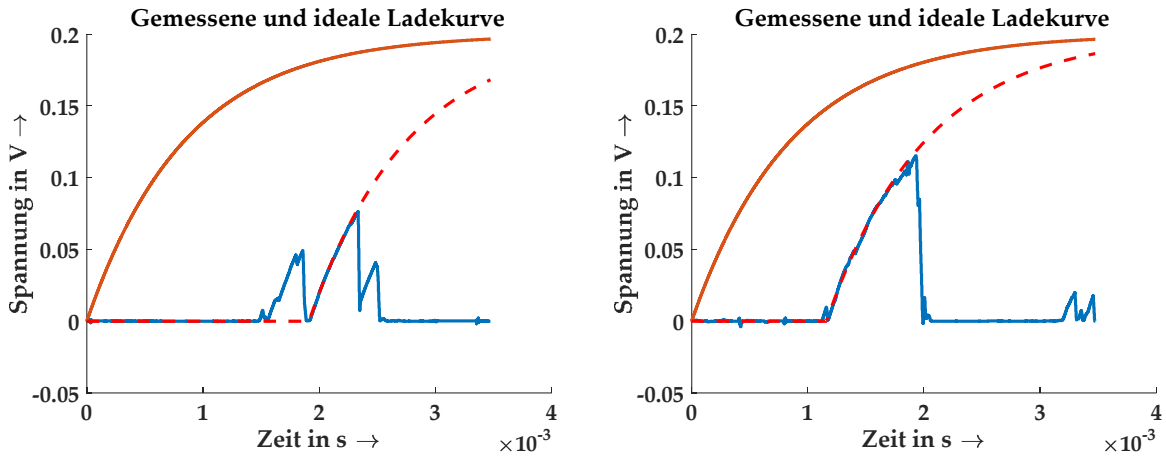 Gemessene und ideale Ladekurve
0.2
0.15
0.1
0.05
0
-0.05
Spannung in V →
0 1 2 3 4
Zeit in s →
×10⁻³
Gemessene und ideale Ladekurve
0.2
0.15
0.1
0.05
0
-0.05
Spannung in V →
0 1 2 3 4
Zeit in s →
×10⁻³